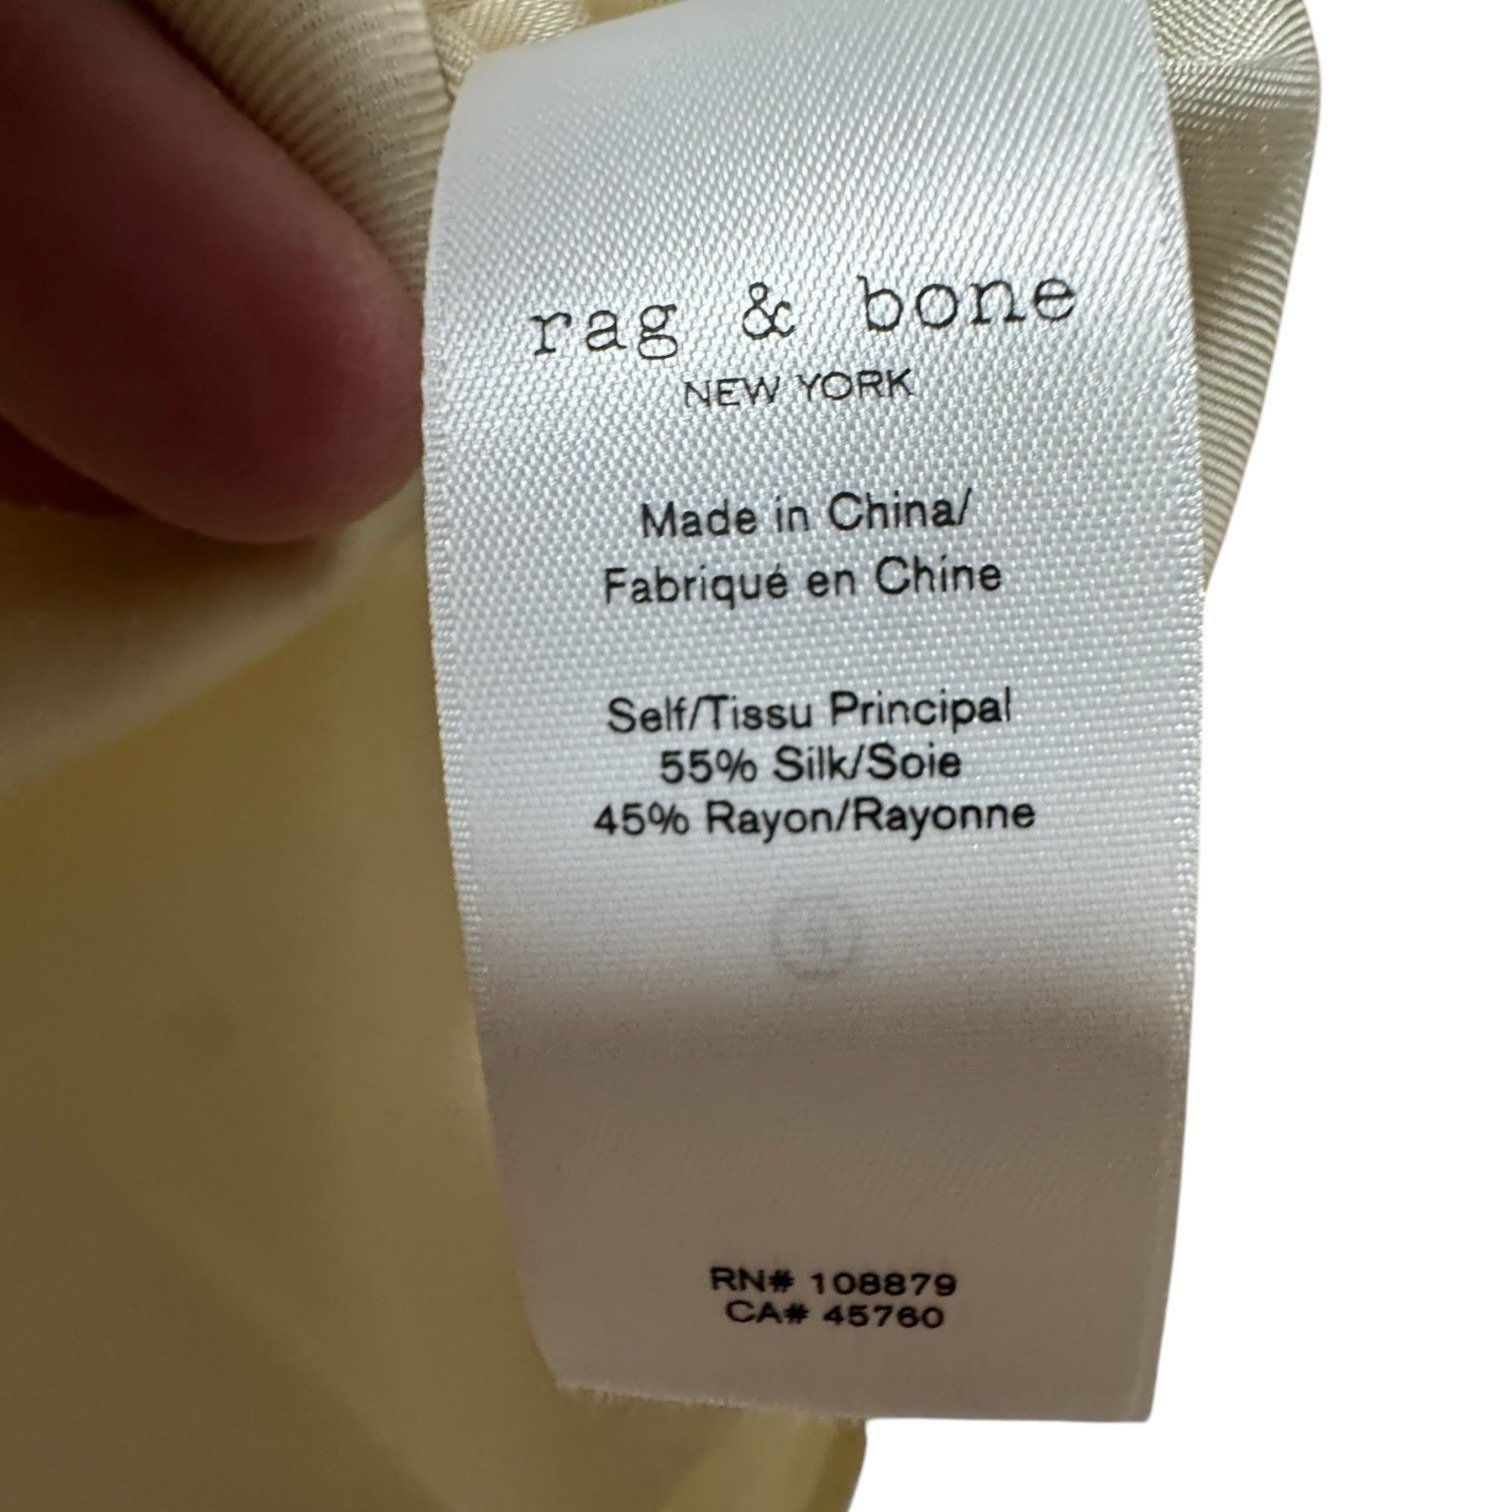 rag & bone
NEW YORK
Made in China/
Fabriqué en Chine
Self/Tissu Principal
55% Silk/Soie
45% Rayon/Rayonne
RN# 108879
CA# 45760